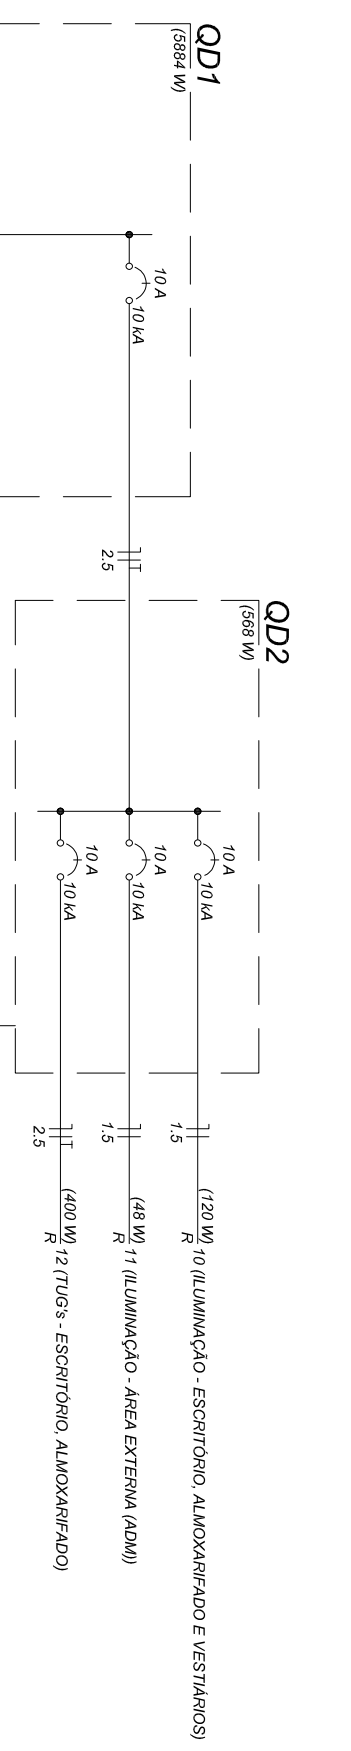 QD1
(5884 W)
10 A
10 kA
2.5
QD2
(568 W)
10 A
10 kA
1.5
(120 W)
R
10 (ILUMINAÇÃO - ESCRITÓRIO, ALMOXARIFADO E VESTIÁRIOS)
10 A
10 kA
1.5
(48 W)
R
11 (ILUMINAÇÃO - ÁREA EXTERNA (ADM))
10 A
10 kA
2.5
(400 W)
R
12 (TUG's - ESCRITÓRIO, ALMOXARIFADO)